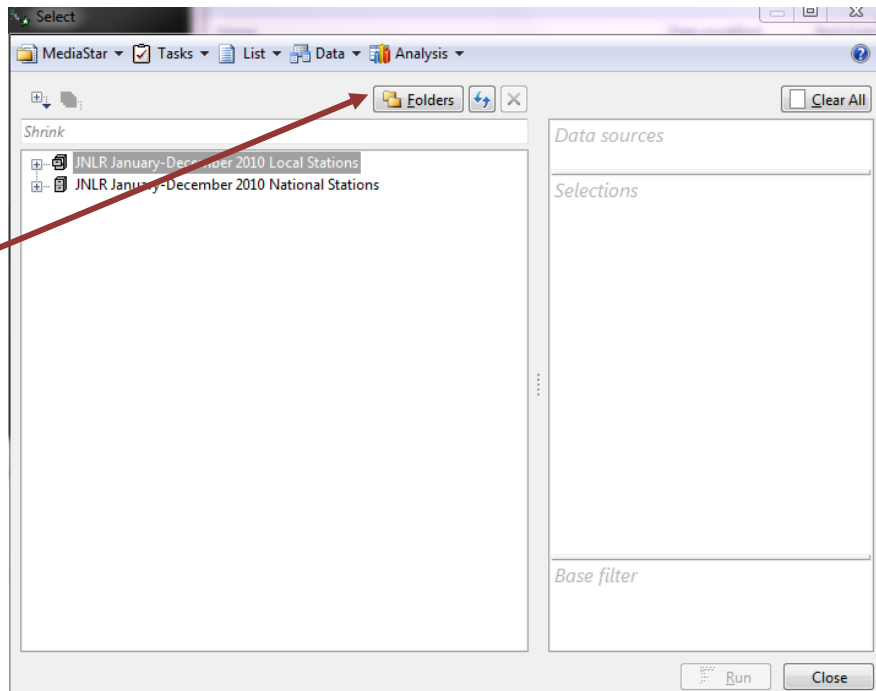 Select
MediaStar Tasks List Data Analysis
Folders
Clear All
Shrink
JNLR January-December 2010 Local Stations
JNLR January-December 2010 National Stations
Data sources
Selections
Base filter
Run Close